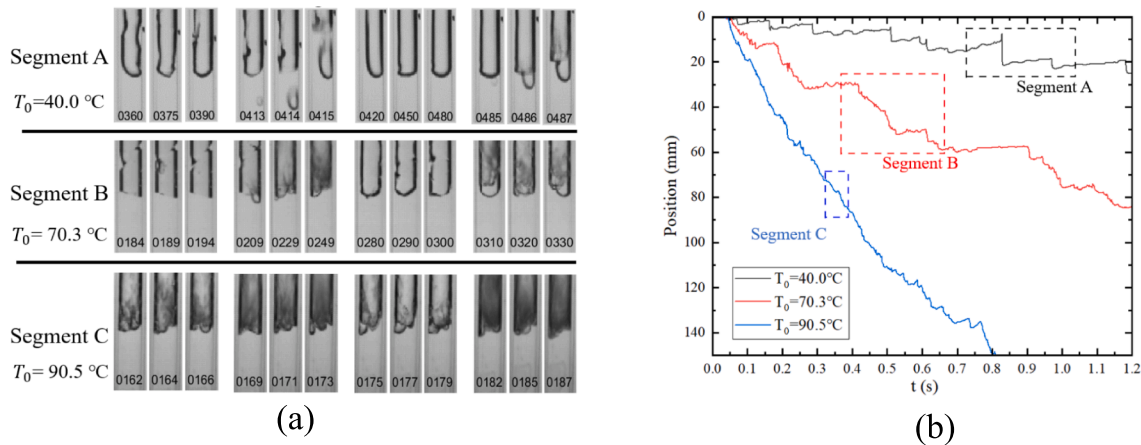 Segment A
T₀=40.0 °C
0360 0375 0390 0413 0414 0415 0420 0450 0480 0485 0486 0487
Segment B
T₀= 70.3 °C
0184 0189 0194 0209 0229 0249 0280 0290 0300 0310 0320 0330
Segment C
T₀= 90.5 °C
0162 0164 0166 0169 0171 0173 0175 0177 0179 0182 0185 0187
(a)
Position (mm)
0
20
40
60
80
100
120
140
Segment A
Segment B
Segment C
T₀=40.0℃
T₀=70.3℃
T₀=90.5℃
0.0 0.1 0.2 0.3 0.4 0.5 0.6 0.7 0.8 0.9 1.0 1.1 1.2
t (s)
(b)